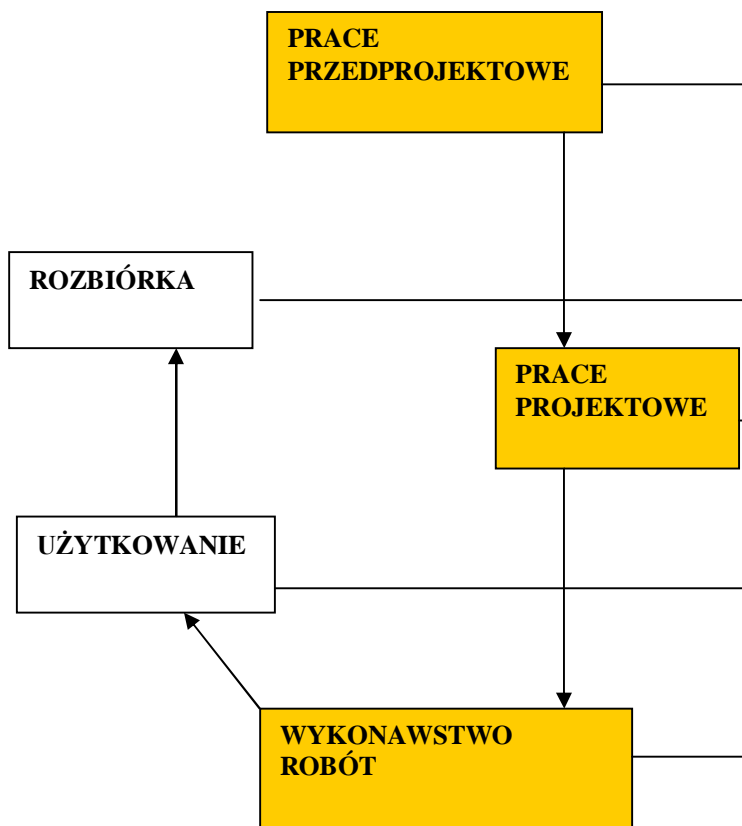 PRACE
PRZEDPROJEKTOWE
ROZBIÓRKA
PRACE
PROJEKTOWE
UŻYTKOWANIE
WYKONAWSTWO
ROBÓT